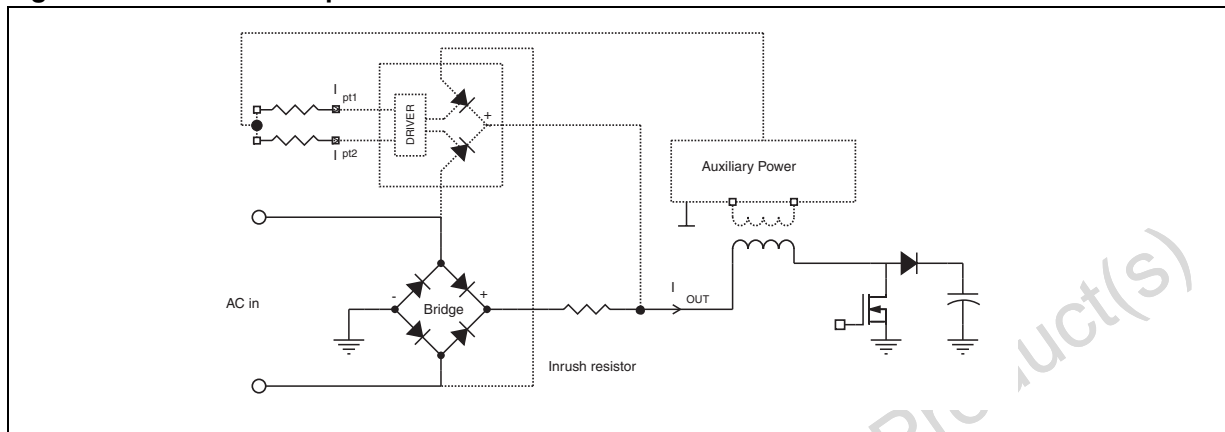 I pt1
DRIVER
+
I pt2
Auxiliary Power
AC in
-
Bridge
+
I OUT
Inrush resistor